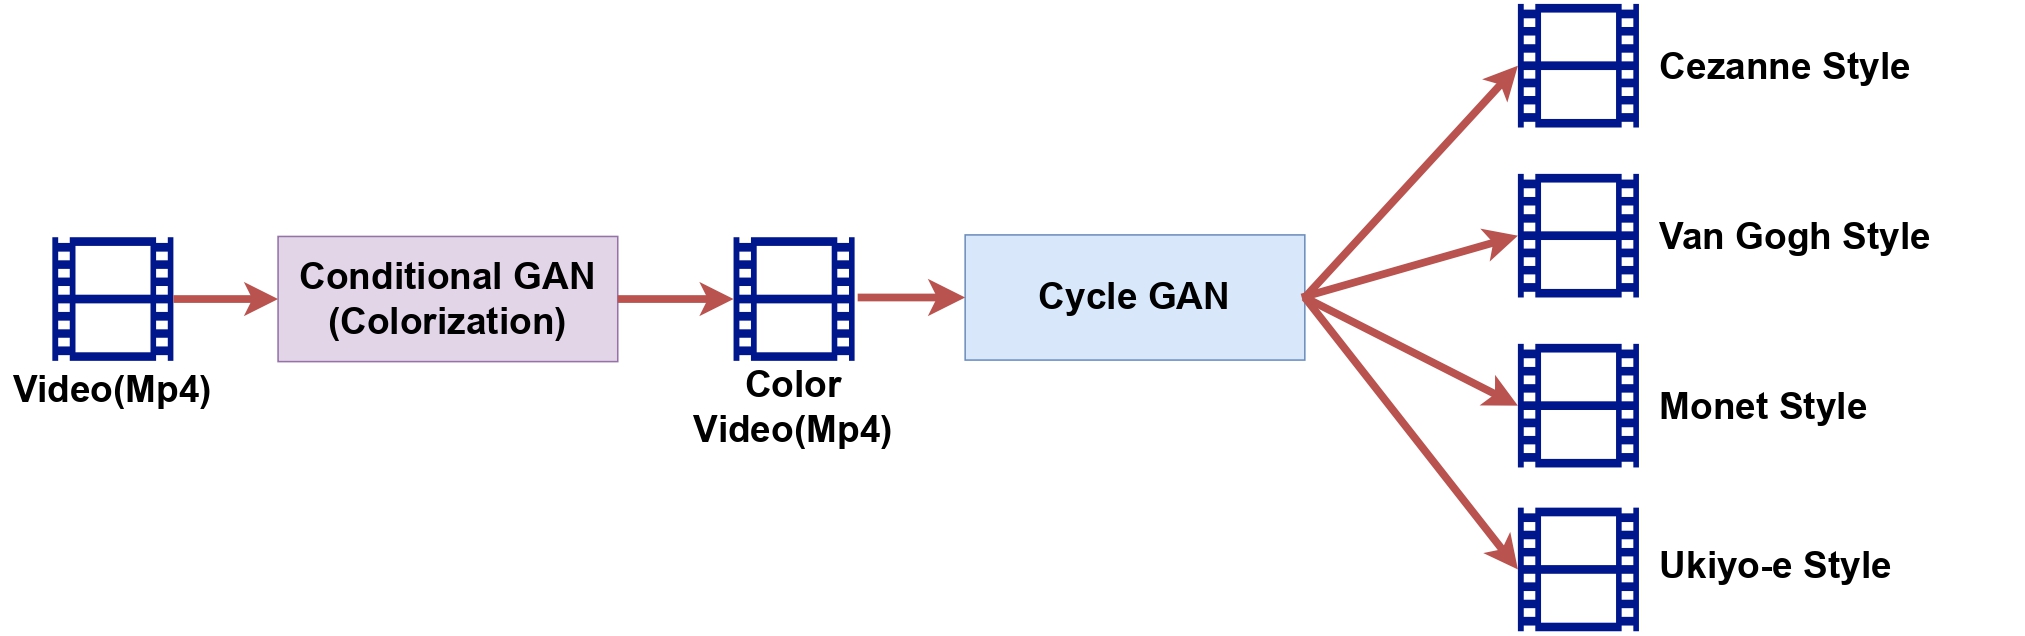 Video(Mp4)
Conditional GAN
(Colorization)
Color
Video(Mp4)
Cycle GAN
Cezanne Style
Van Gogh Style
Monet Style
Ukiyo-e Style